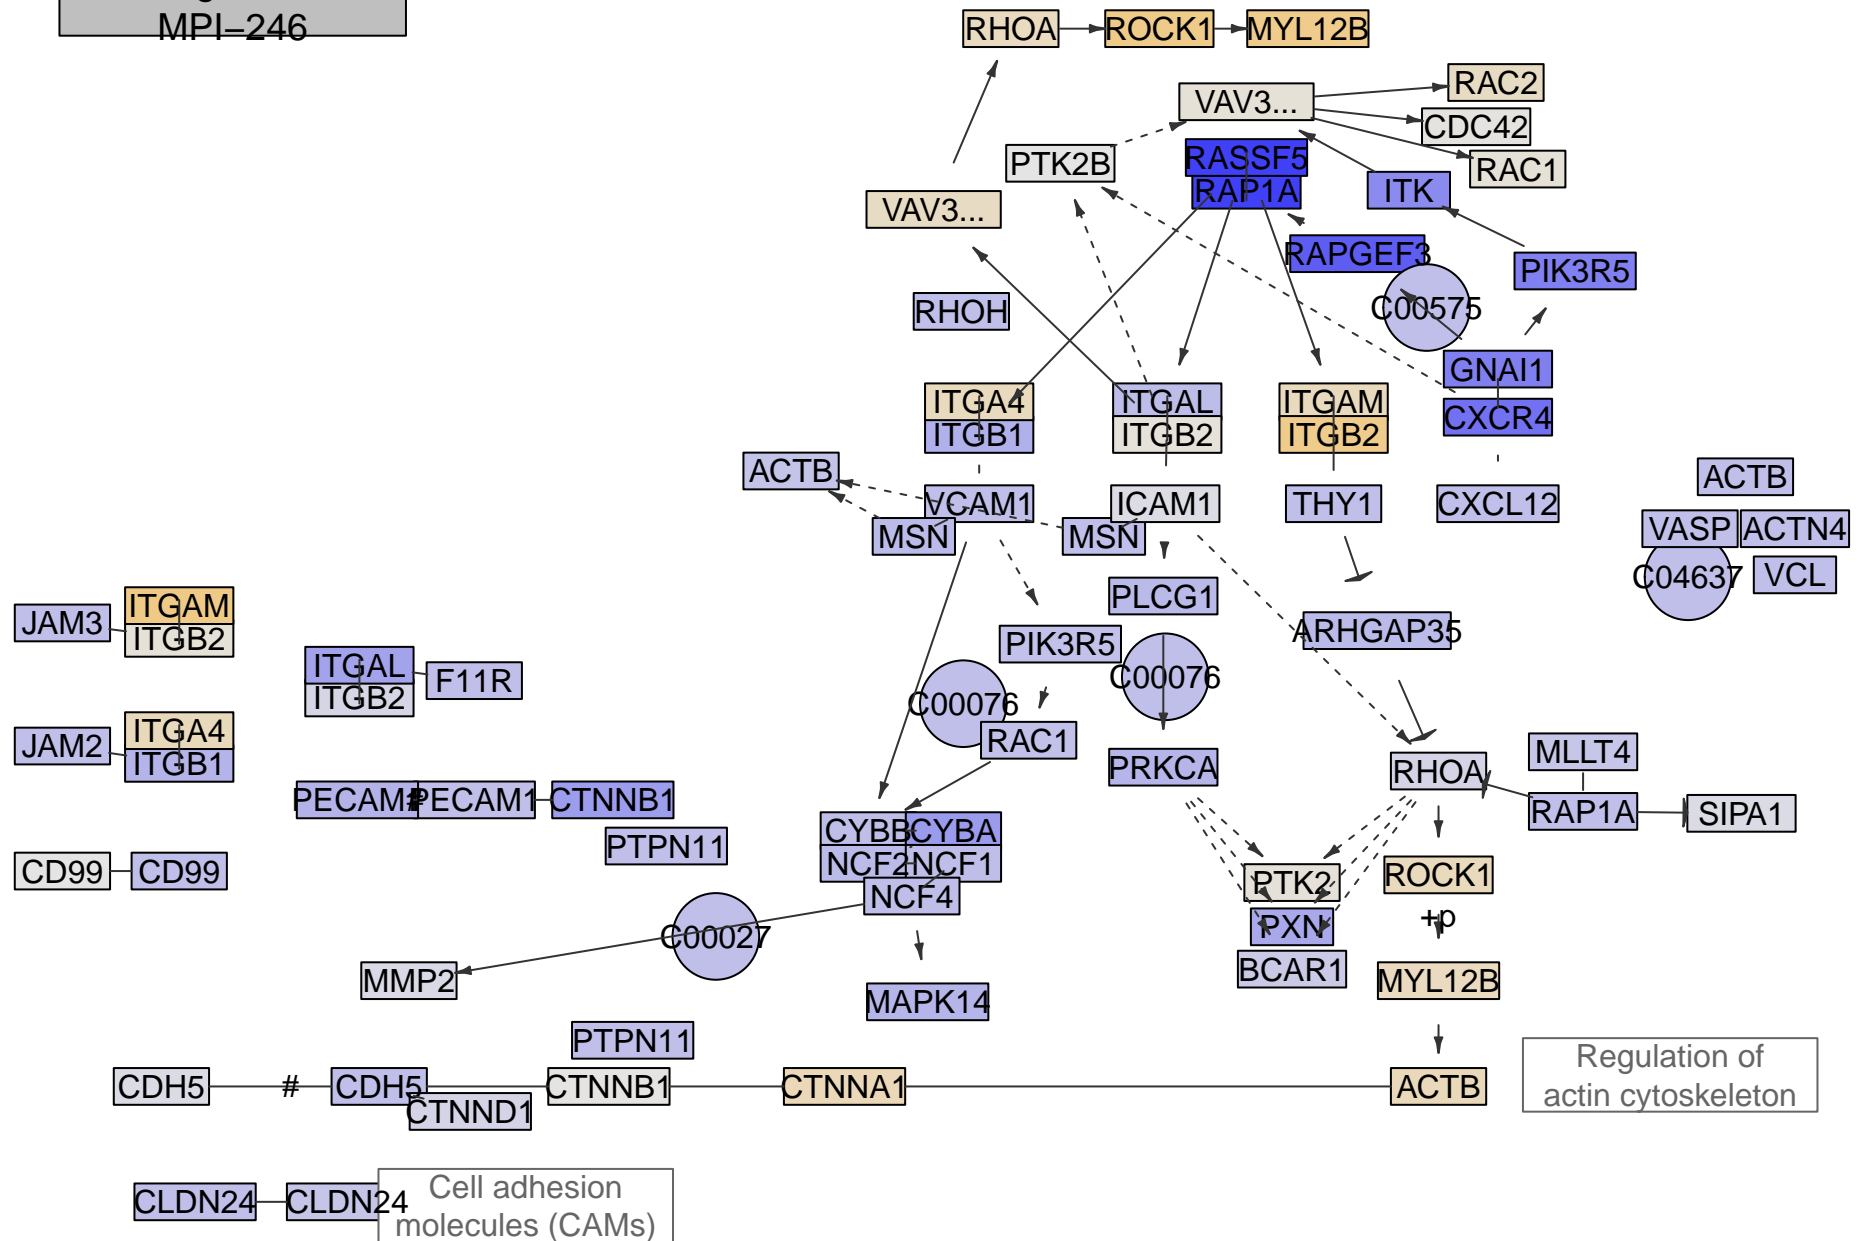 MPI−246
RHOA
ROCK1
MYL12B
RAC2
VAV3...
CDC42
PTK2B
RASSF5
RAC1
RAP1A
ITK
VAV3...
RAPGEF3
PIK3R5
RHOH
C00575
GNAI1
ITGA4
ITGAL
ITGAM
CXCR4
ITGB1
ITGB2
ITGB2
ACTB
ACTB
VCAM1
ICAM1
THY1
CXCL12
MSN
MSN
VASP
ACTN4
C04637
VCL
PLCG1
ITGAM
JAM3
ITGB2
ARHGAP35
PIK3R5
ITGAL
F11R
C00076
ITGB2
C00076
ITGA4
JAM2
ITGB1
RAC1
MLLT4
PRKCA
RHOA
PECAM1
#
PECAM1
CTNNB1
RAP1A
SIPA1
CYBB
CYBA
PTPN11
NCF2
NCF1
CD99
CD99
ROCK1
PTK2
NCF4
+p
PXN
C00027
BCAR1
MMP2
MYL12B
MAPK14
PTPN11
Regulation of
actin cytoskeleton
CDH5
#
CDH5
CTNNB1
CTNNA1
ACTB
CTNND1
CLDN24
CLDN24
Cell adhesion
molecules (CAMs)